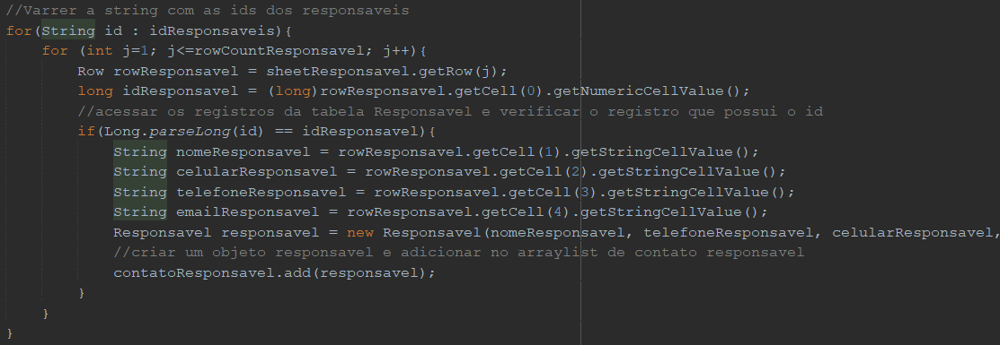 //Varrer a string com as ids dos responsaveis
for(String id : idResponsaveis){
for (int j=1; j<=rowCountResponsavel; j++){
Row rowResponsavel = sheetResponsavel.getRow(j);
long idResponsavel = (long)rowResponsavel.getCell(0).getNumericCellValue();
//acessar os registros da tabela Responsavel e verificar o registro que possui o id
if(Long.parseLong(id) == idResponsavel){
String nomeResponsavel = rowResponsavel.getCell(1).getStringCellValue();
String celularResponsavel = rowResponsavel.getCell(2).getStringCellValue();
String telefoneResponsavel = rowResponsavel.getCell(3).getStringCellValue();
String emailResponsavel = rowResponsavel.getCell(4).getStringCellValue();
Responsavel responsavel = new Responsavel(nomeResponsavel, telefoneResponsavel, celularResponsavel,
//criar um objeto responsavel e adicionar no arraylist de contato responsavel
contatoResponsavel.add(responsavel);
}
}
}